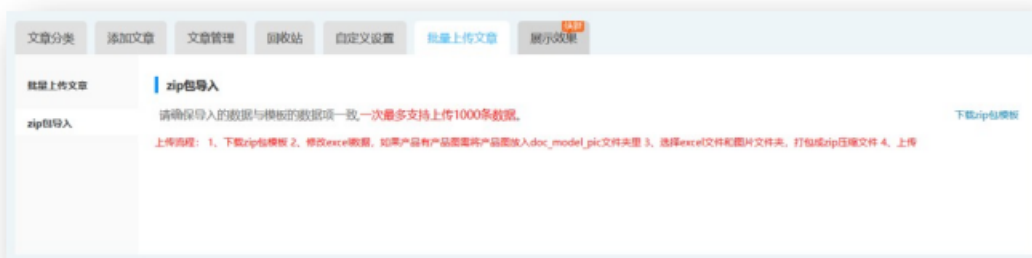 文章分类 添加文章 文章管理 回收站 自定义设置 批量上传文章 展示效果
批量上传文章
zip包导入
zip包导入
请确保导入的数据与模板的数据项一致,一次最多支持上传1000条数据。 下载zip包模板
上传流程： 1、下载zip包模板 2、修改excel数据，如果产品有产品图需将产品图放入doc_model_pic文件夹里 3、选择excel文件和图片文件夹，打包成zip压缩文件 4、上传